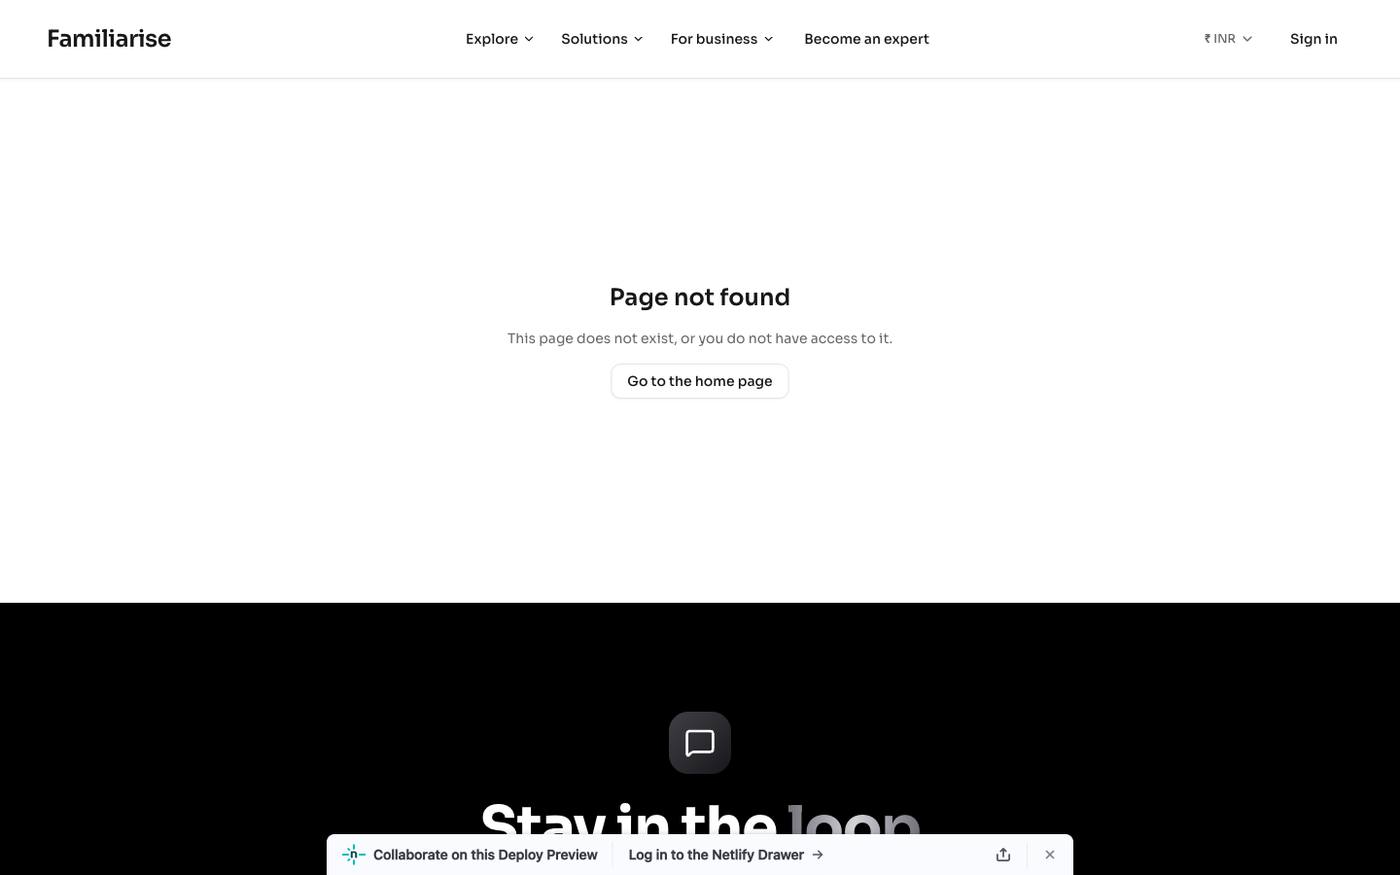 Familiarise
Explore Solutions For business Become an expert ₹ INR Sign in
Page not found
This page does not exist, or you do not have access to it.
Go to the home page
Stay in the loop
Collaborate on this Deploy Preview Log in to the Netlify Drawer →